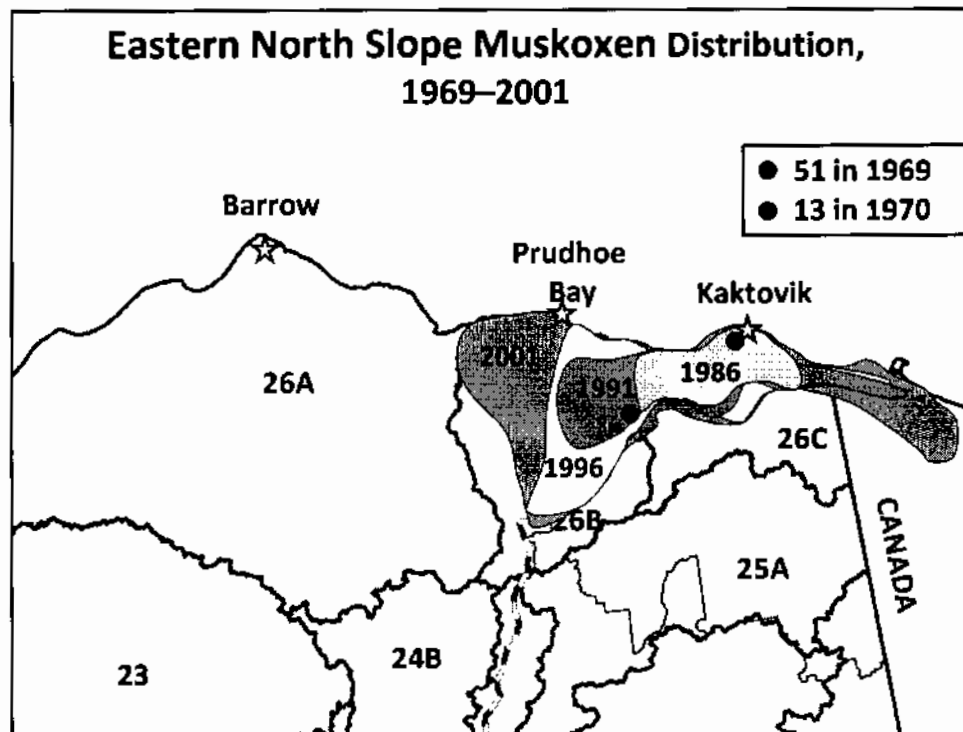 Eastern North Slope Muskoxen Distribution,
1969–2001
51 in 1969
13 in 1970
Barrow
Prudhoe
Bay
Kaktovik
2001
1991
1986
26A
1996
26C
26B
25A
CANADA
24B
23